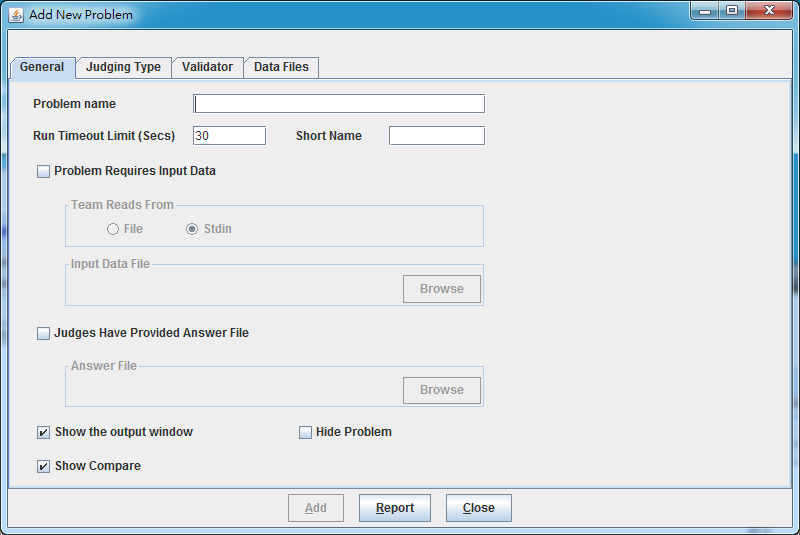 Add New Problem
General Judging Type Validator Data Files
Problem name
Run Timeout Limit (Secs) 30 Short Name
Problem Requires Input Data
Team Reads From
File Stdin
Input Data File
Browse
Judges Have Provided Answer File
Answer File
Browse
Show the output window Hide Problem
Show Compare
Add Report Close